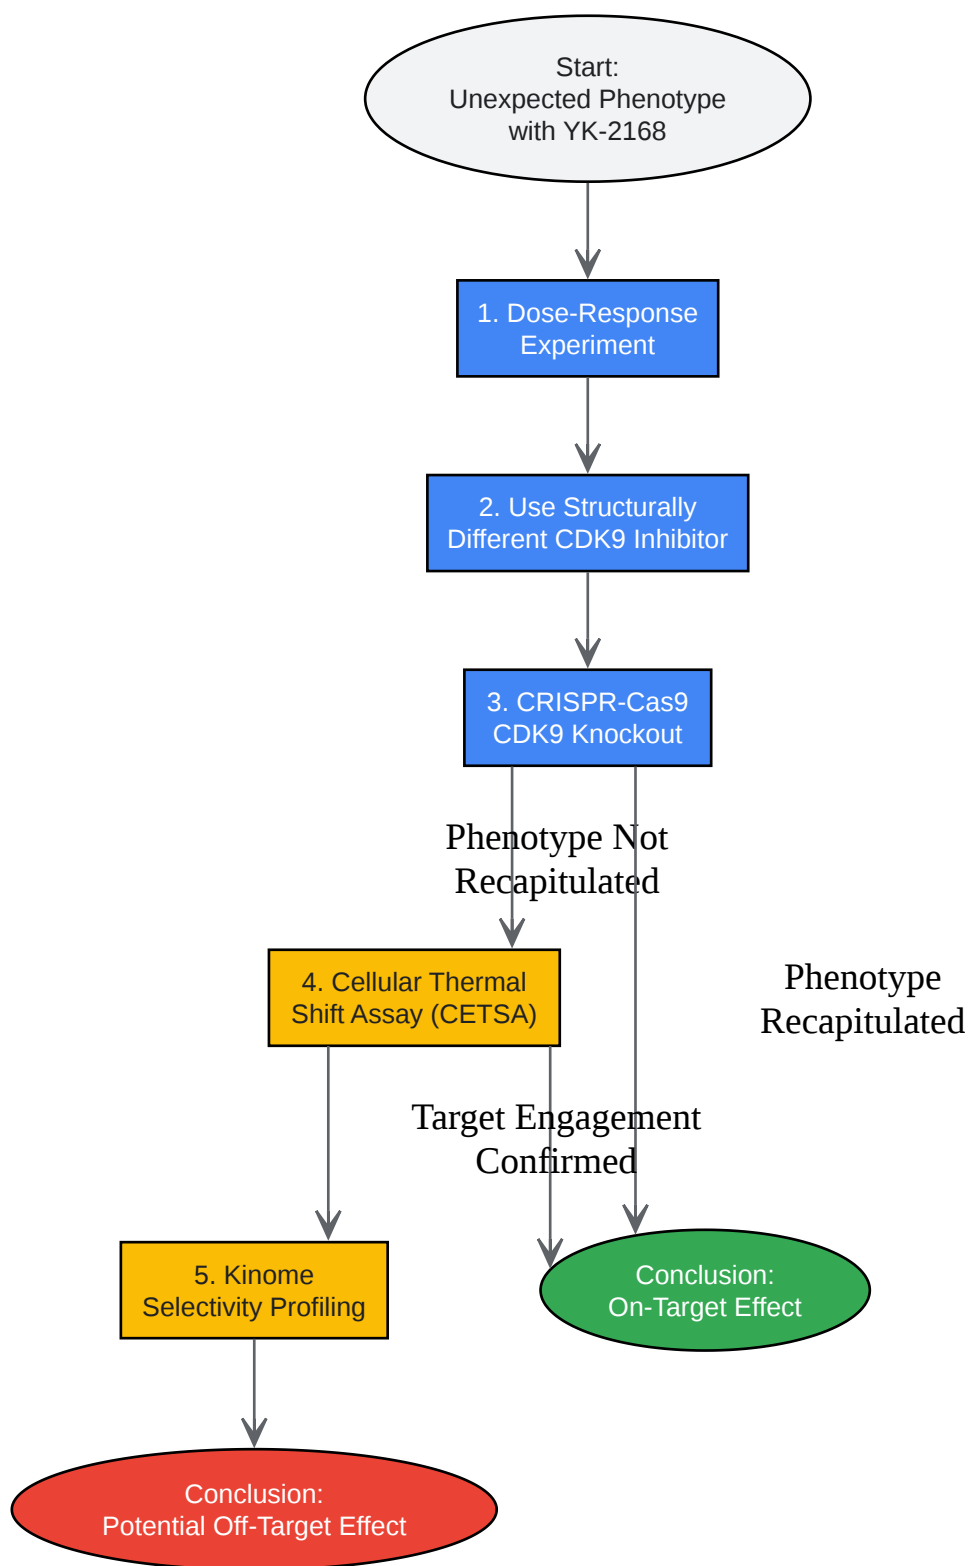 Start:
Unexpected Phenotype
with YK-2168
1. Dose-Response
Experiment
2. Use Structurally
Different CDK9 Inhibitor
3. CRISPR-Cas9
CDK9 Knockout
Phenotype Not
Recapitulated
4. Cellular Thermal
Shift Assay (CETSA)
Phenotype
Recapitulated
Target Engagement
Confirmed
5. Kinome
Selectivity Profiling
Conclusion:
On-Target Effect
Conclusion:
Potential Off-Target Effect